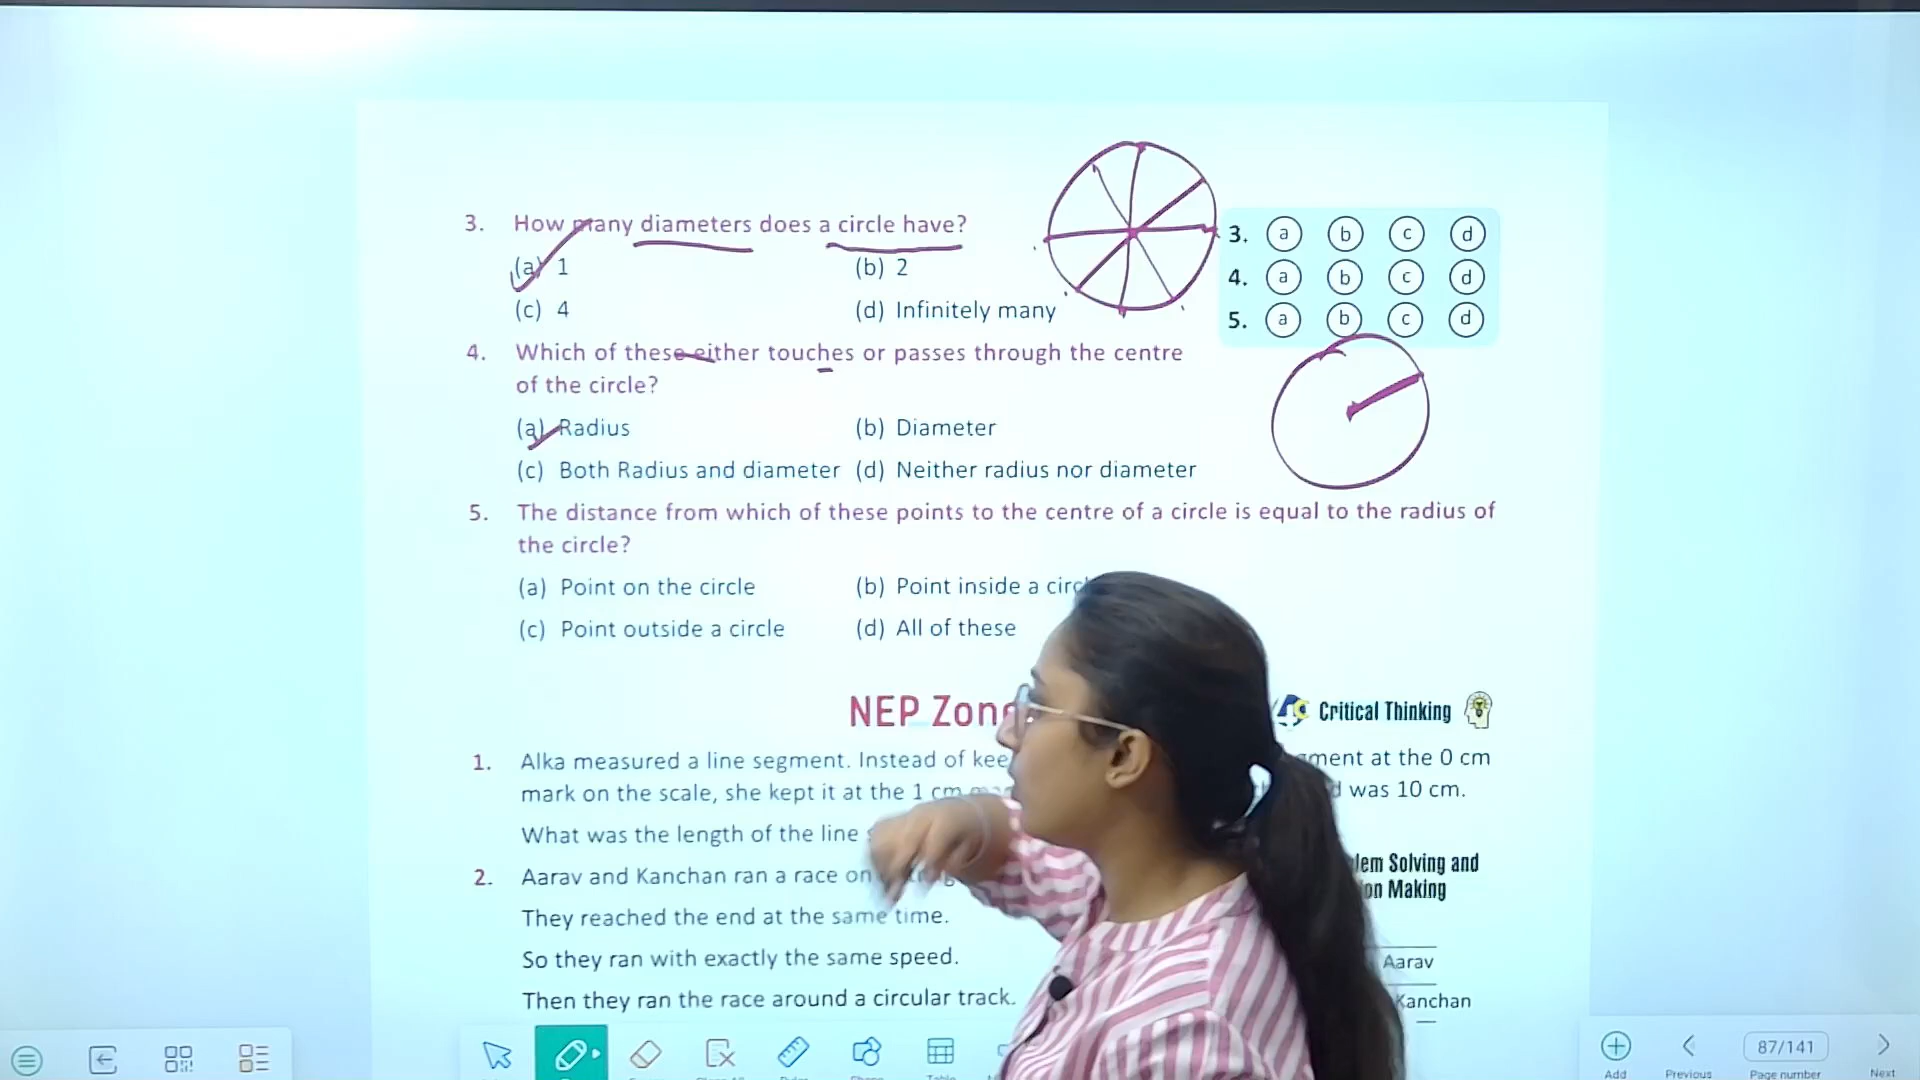 3. How many diameters does a circle have?
(a) 1
(b) 2
(c) 4
(d) Infinitely many
3. a b c d
4. a b c d
5. a b c d
4. Which of these either touches or passes through the centre
of the circle?
(a) Radius
(b) Diameter
(c) Both Radius and diameter
(d) Neither radius nor diameter
5. The distance from which of these points to the centre of a circle is equal to the radius of
the circle?
(a) Point on the circle
(b) Point inside a
(c) Point outside a circle
(d) All of these
NEP
Critical Thinking
1. Alka measured a line segment. Instead of
at the 0 cm
mark on the scale, she kept it at the 1 cm
was 10 cm.
What was the length of the line
2. Aarav and Kanchan ran a race on
Solving and
Making
They reached the end at the same time.
So they ran with exactly the same speed.
Aarav
Then they ran the race around a circular track.
Kanchan
87/141
Add
Previous
Page number
Next